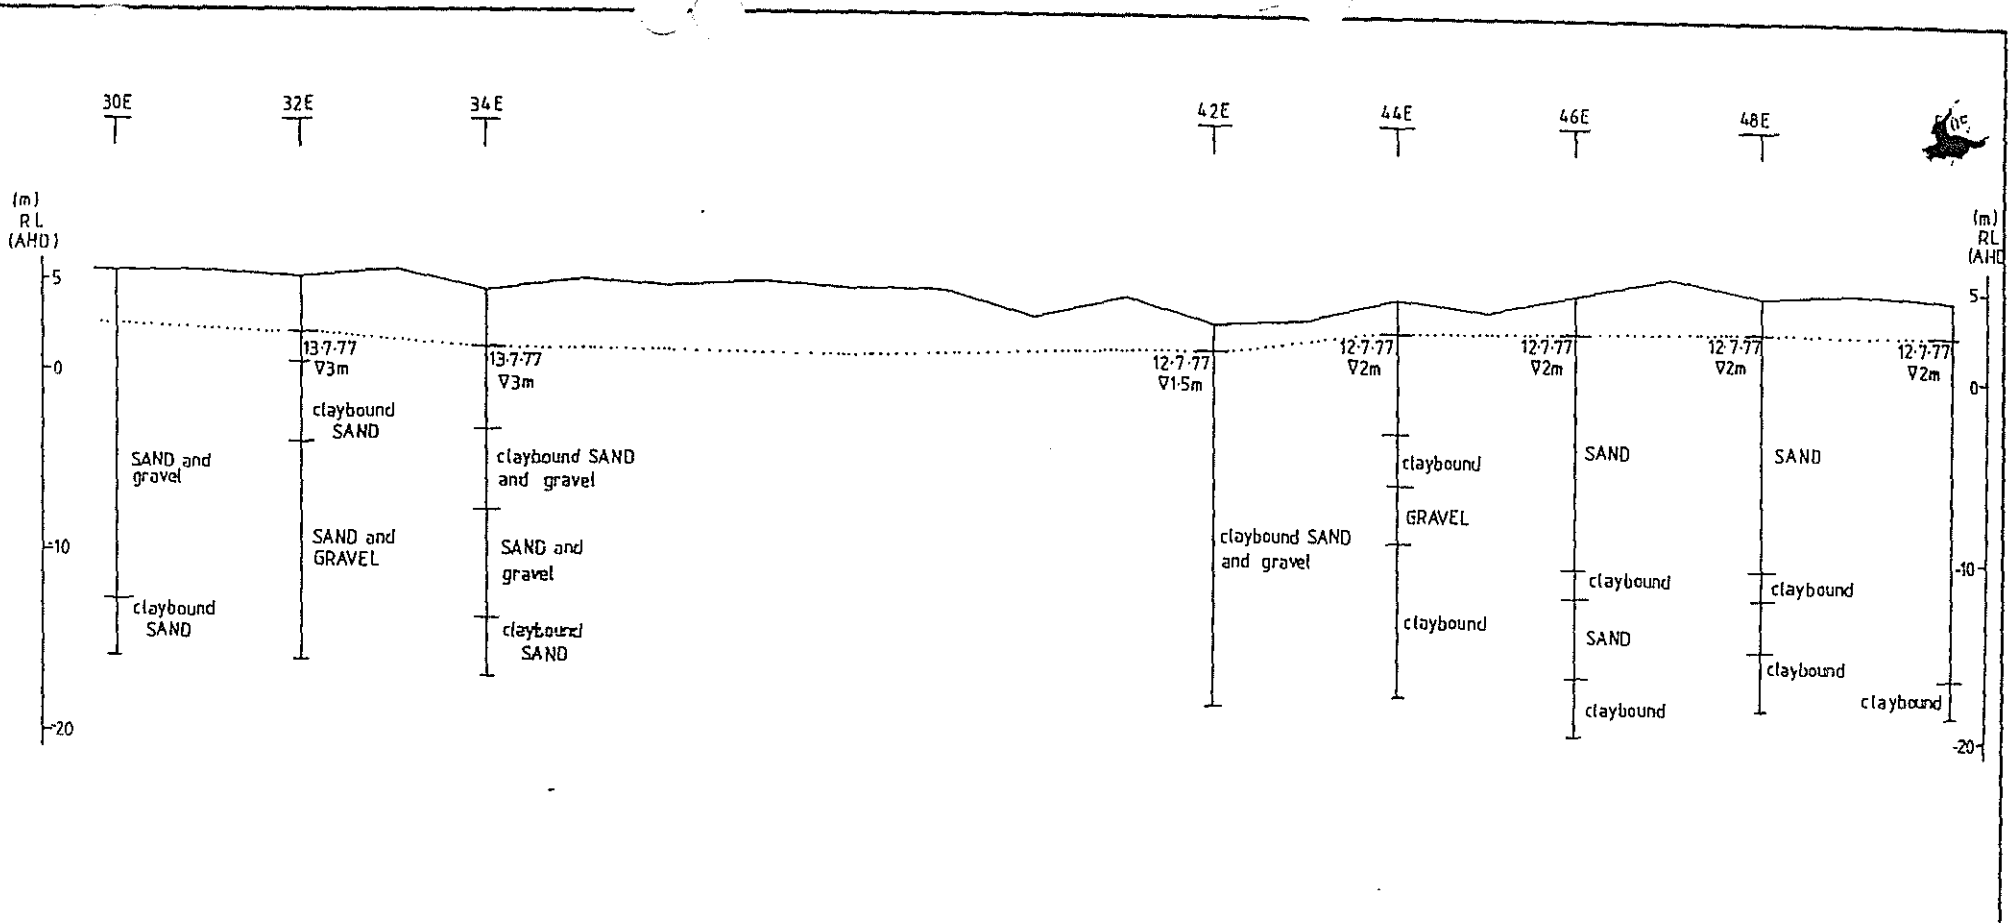 30E
32E
34E
42E
44E
46E
48E
(m)
RL
(AHD)
5
0
-10
-20
(m)
RL
(AHD
5
0
-10
-20
SAND and
gravel
claybound
SAND
13·7·77
∇3m
claybound
SAND
SAND and
GRAVEL
13·7·77
∇3m
claybound SAND
and gravel
SAND and
gravel
claybound
SAND
12·7·77
∇1·5m
claybound SAND
and gravel
12·7·77
∇2m
claybound
GRAVEL
claybound
12·7·77
∇2m
SAND
claybound
SAND
claybound
12·7·77
∇2m
SAND
claybound
claybound
12·7·77
∇2m
claybound